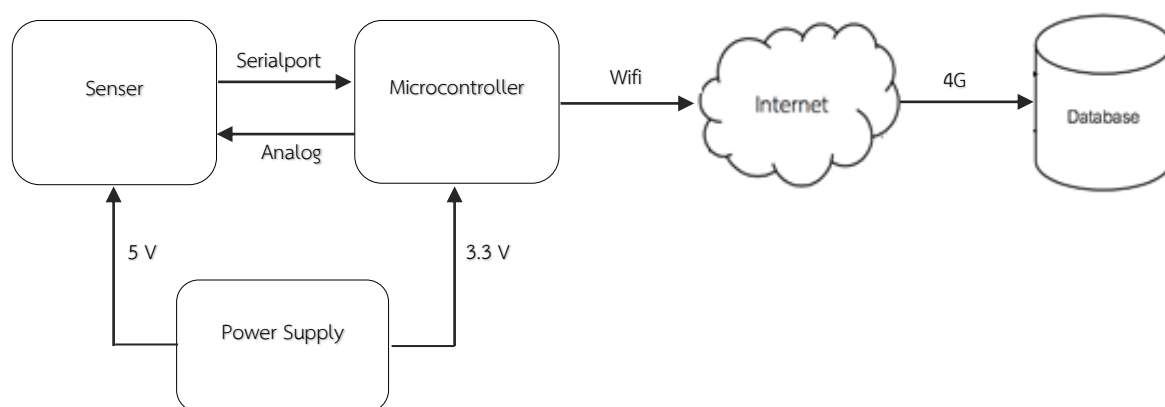 Senser
Serialport
Microcontroller
Analog
Wifi
Internet
4G
Database
5 V
3.3 V
Power Supply